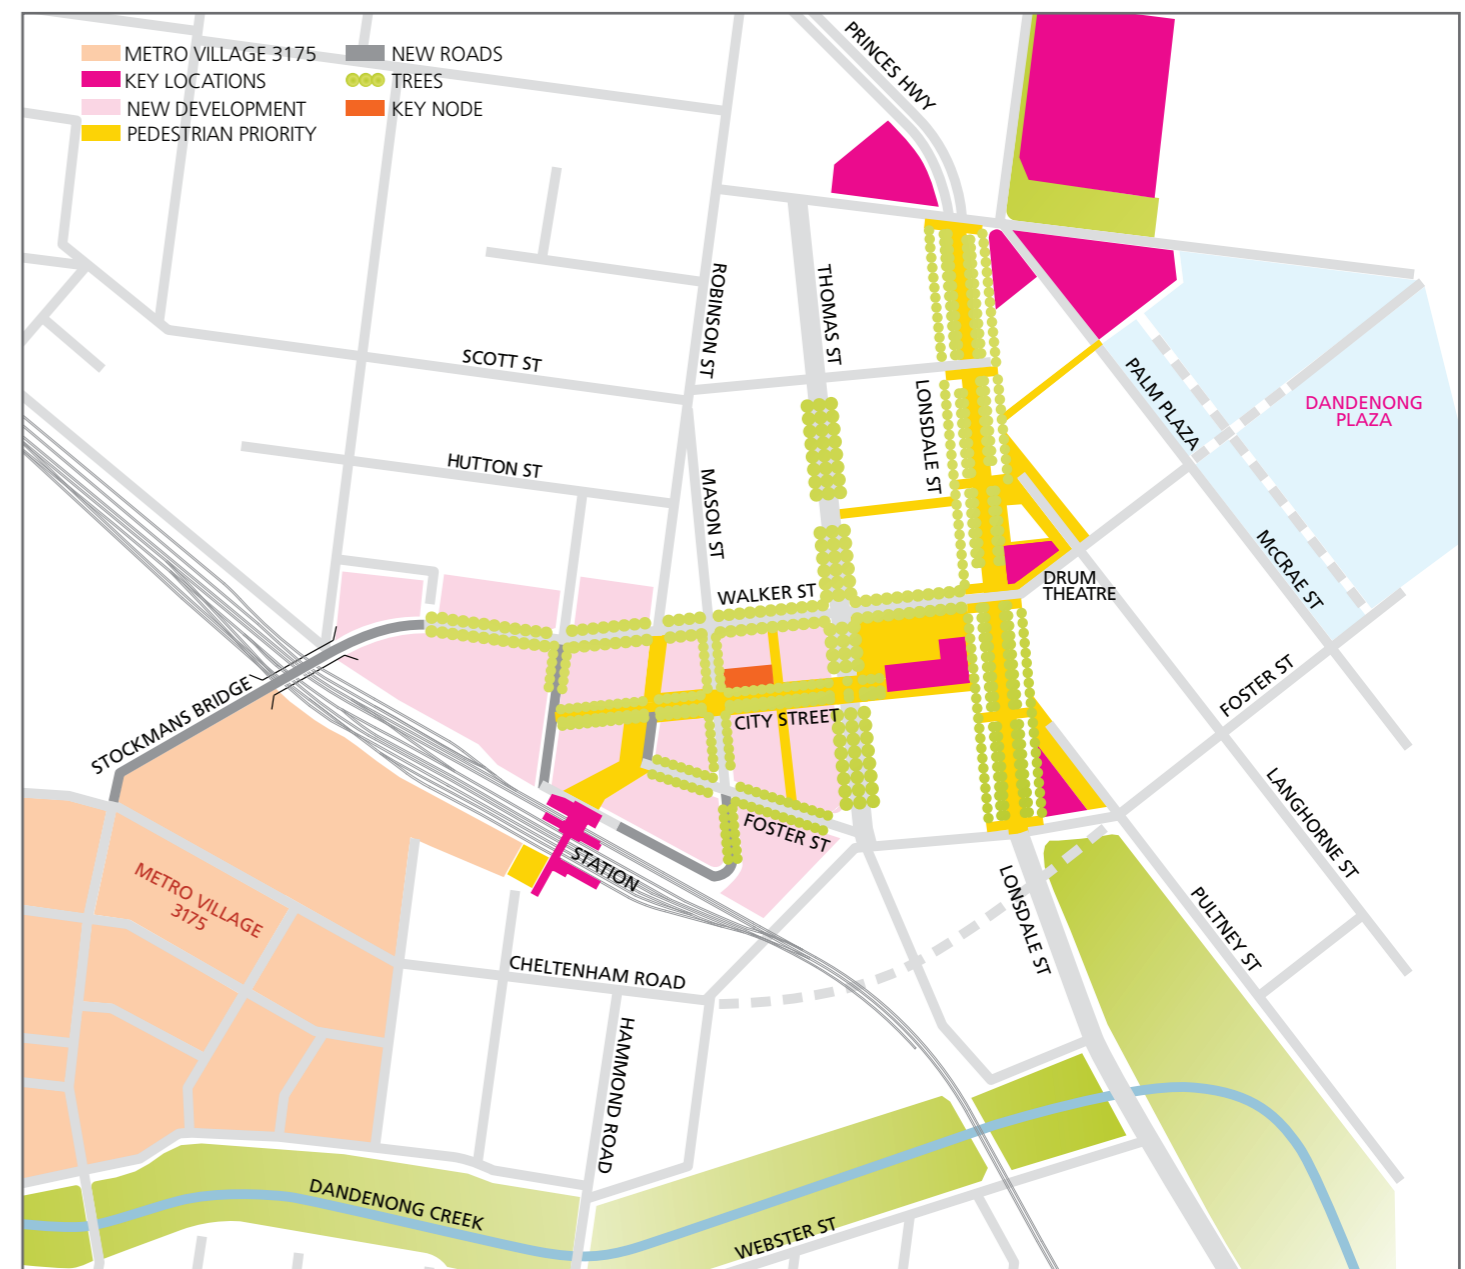 METRO VILLAGE 3175
KEY LOCATIONS
NEW DEVELOPMENT
PEDESTRIAN PRIORITY
NEW ROADS
TREES
KEY NODE
PRINCES HWY
ROBINSON ST
THOMAS ST
SCOTT ST
LONSDALE ST
PALM PLAZA
DANDENONG
PLAZA
HUTTON ST
MASON ST
McCRAE ST
WALKER ST
DRUM
THEATRE
STOCKMANS BRIDGE
CITY STREET
FOSTER ST
FOSTER ST
LANGHORNE ST
STATION
METRO VILLAGE
3175
LONSDALE ST
PULTNEY ST
CHELTENHAM ROAD
HAMMOND ROAD
DANDENONG CREEK
WEBSTER ST